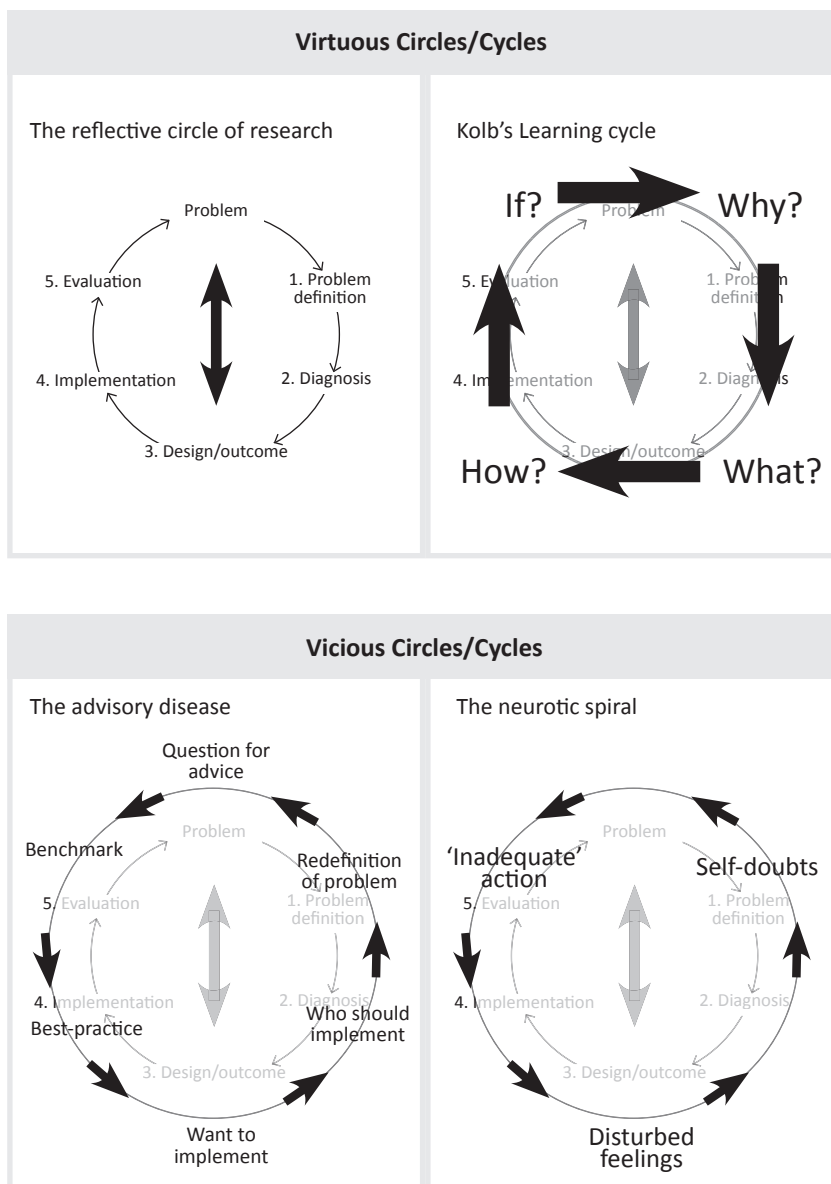 Virtuous Circles/Cycles
The reflective circle of research
Problem
1. Problem
definition
2. Diagnosis
3. Design/outcome
4. Implementation
5. Evaluation
Kolb's Learning cycle
If?
Why?
What?
How?
Problem
1. Problem
definition
2. Diagnosis
3. Design/outcome
4. Implementation
5. Evaluation
Vicious Circles/Cycles
The advisory disease
Question for
advice
Benchmark
Best-practice
Want to
implement
Who should
implement
Redefinition
of problem
Problem
1. Problem
definition
2. Diagnosis
3. Design/outcome
4. Implementation
5. Evaluation
The neurotic spiral
‘Inadequate’
action
Disturbed
feelings
Self-doubts
Problem
1. Problem
definition
2. Diagnosis
3. Design/outcome
4. Implementation
5. Evaluation